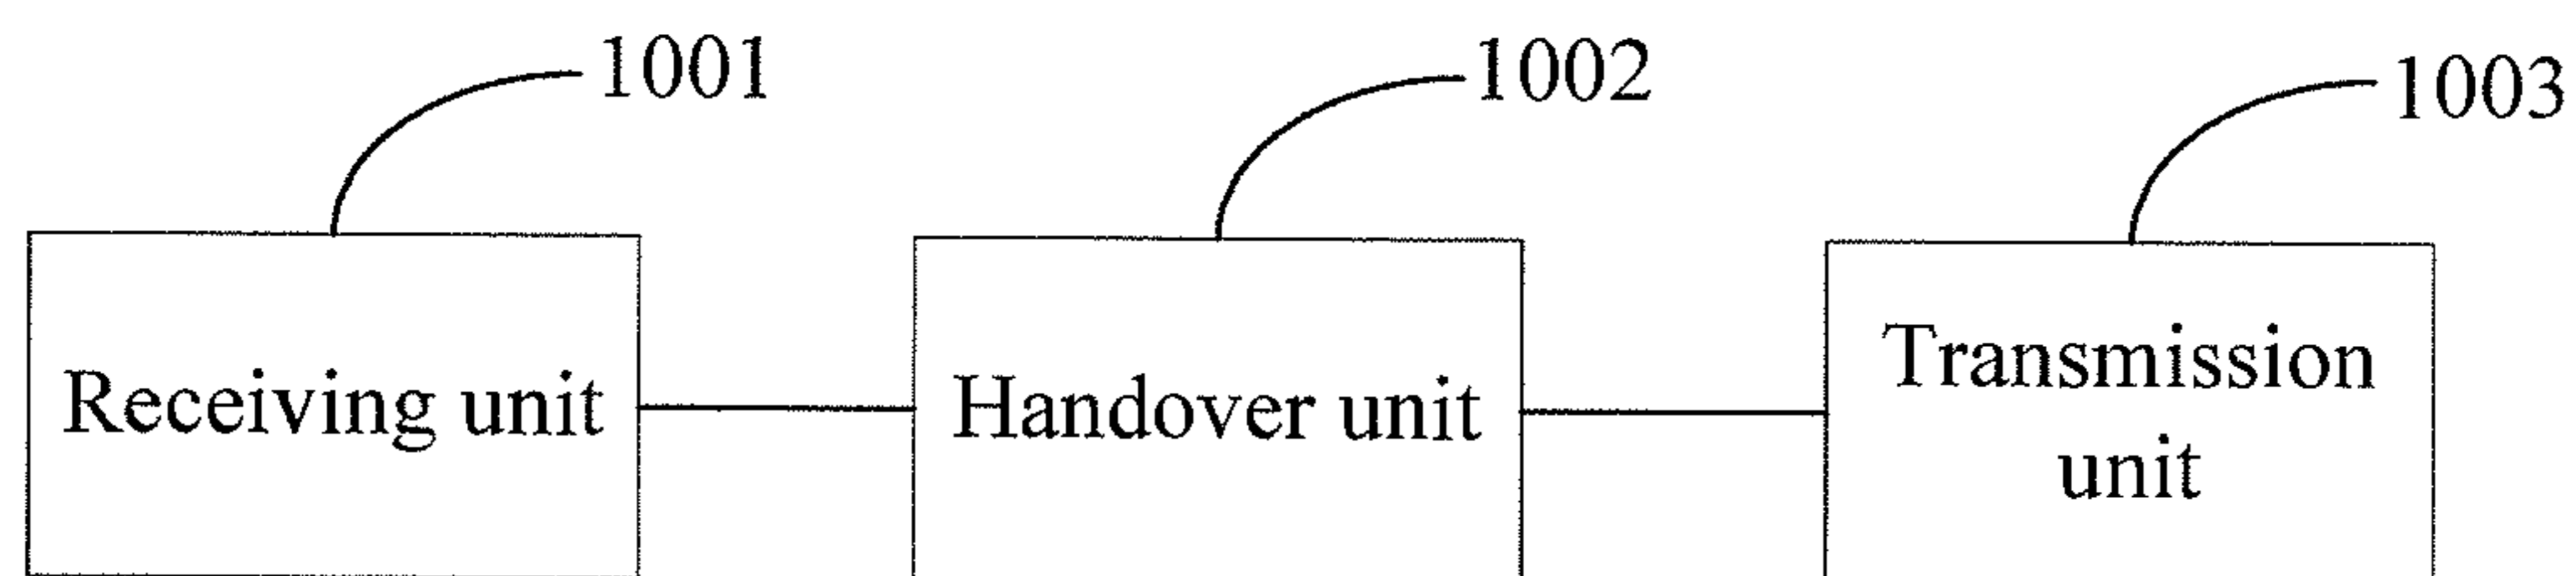 1001
1002
1003
Receiving unit
Handover unit
Transmission
unit